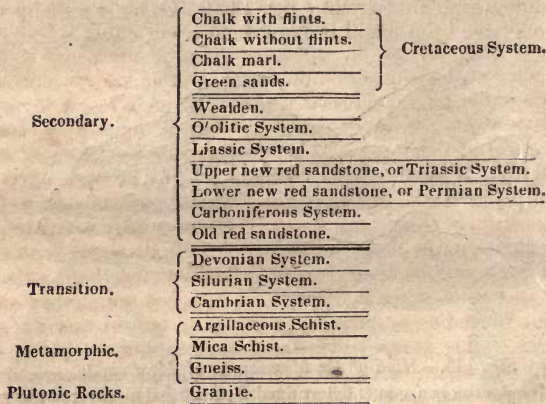 Chalk with flints.
Chalk without flints.
Cretaceous System.
Chalk marl.
Green sands.
Wealden.
Secondary.
O'olitic System.
Liassic System.
Upper new red sandstone, or Triassic System.
Lower new red sandstone, or Permian System.
Carboniferous System.
Old red sandstone.
Devonian System.
Transition.
Silurian System.
Cambrian System.
Argillaceous Schist.
Metamorphic.
Mica Schist.
Gneiss.
Plutonic Rocks.
Granite.